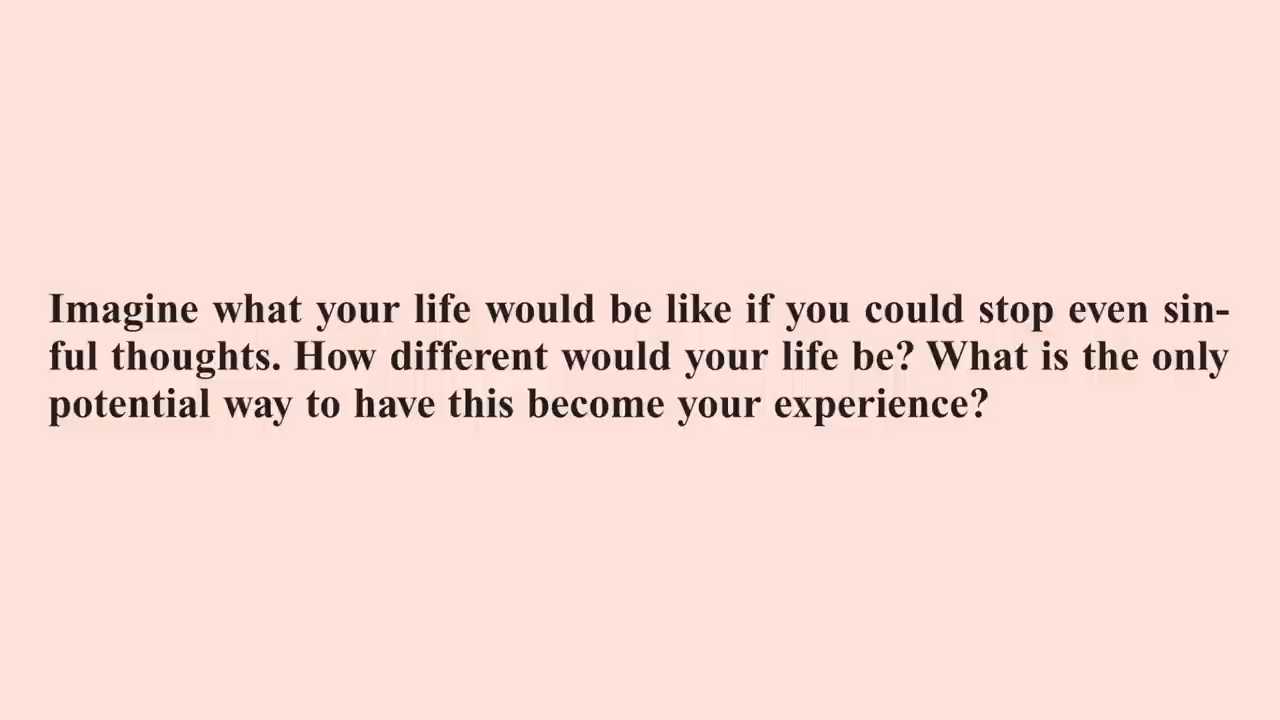 Imagine what your life would be like if you could stop even sin-
ful thoughts. How different would your life be? What is the only
potential way to have this become your experience?